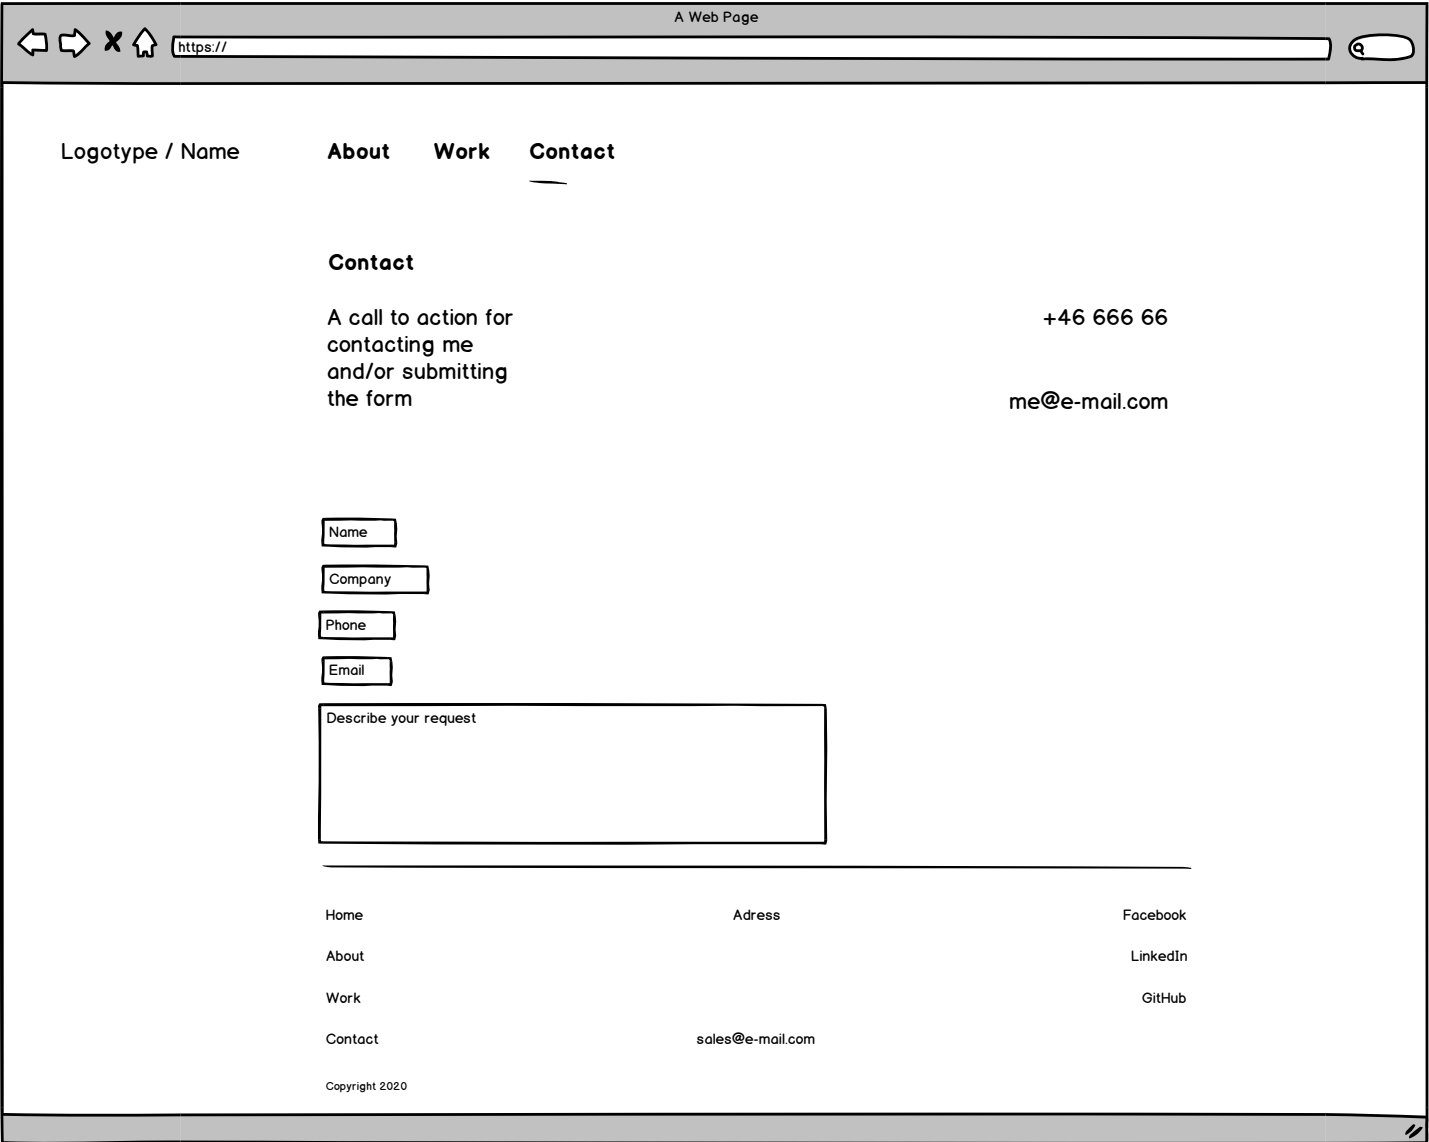 A Web Page
https://
Logotype / Name
About
Work
Contact
Contact
A call to action for
contacting me
and/or submitting
the form
+46 666 66
me@e-mail.com
Name
Company
Phone
Email
Describe your request
Home
Adress
Facebook
About
LinkedIn
Work
GitHub
Contact
sales@e-mail.com
Copyright 2020